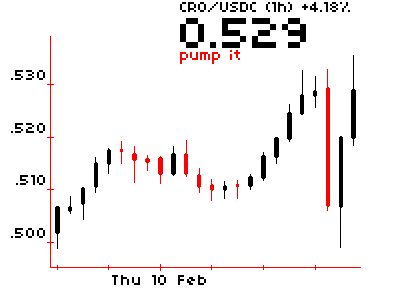 CRO/USDC (1h) +4.18%
0.529
pump it
.530
.520
.510
.500
Thu 10 Feb